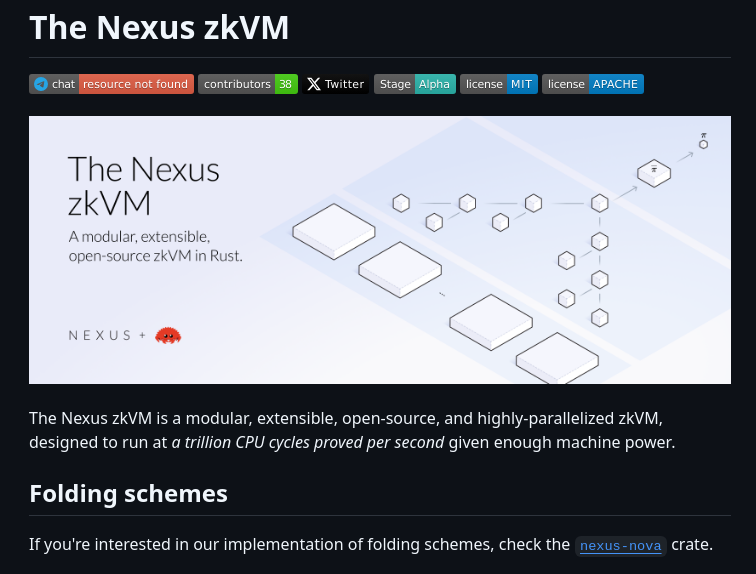 The Nexus zkVM
chat resource not found contributors 38 Twitter Stage Alpha license MIT license APACHE
The Nexus
zkVM
A modular, extensible,
open-source zkVM in Rust.
NEXUS +
π
π
...
The Nexus zkVM is a modular, extensible, open-source, and highly-parallelized zkVM,
designed to run at a trillion CPU cycles proved per second given enough machine power.
Folding schemes
If you're interested in our implementation of folding schemes, check the nexus-nova crate.